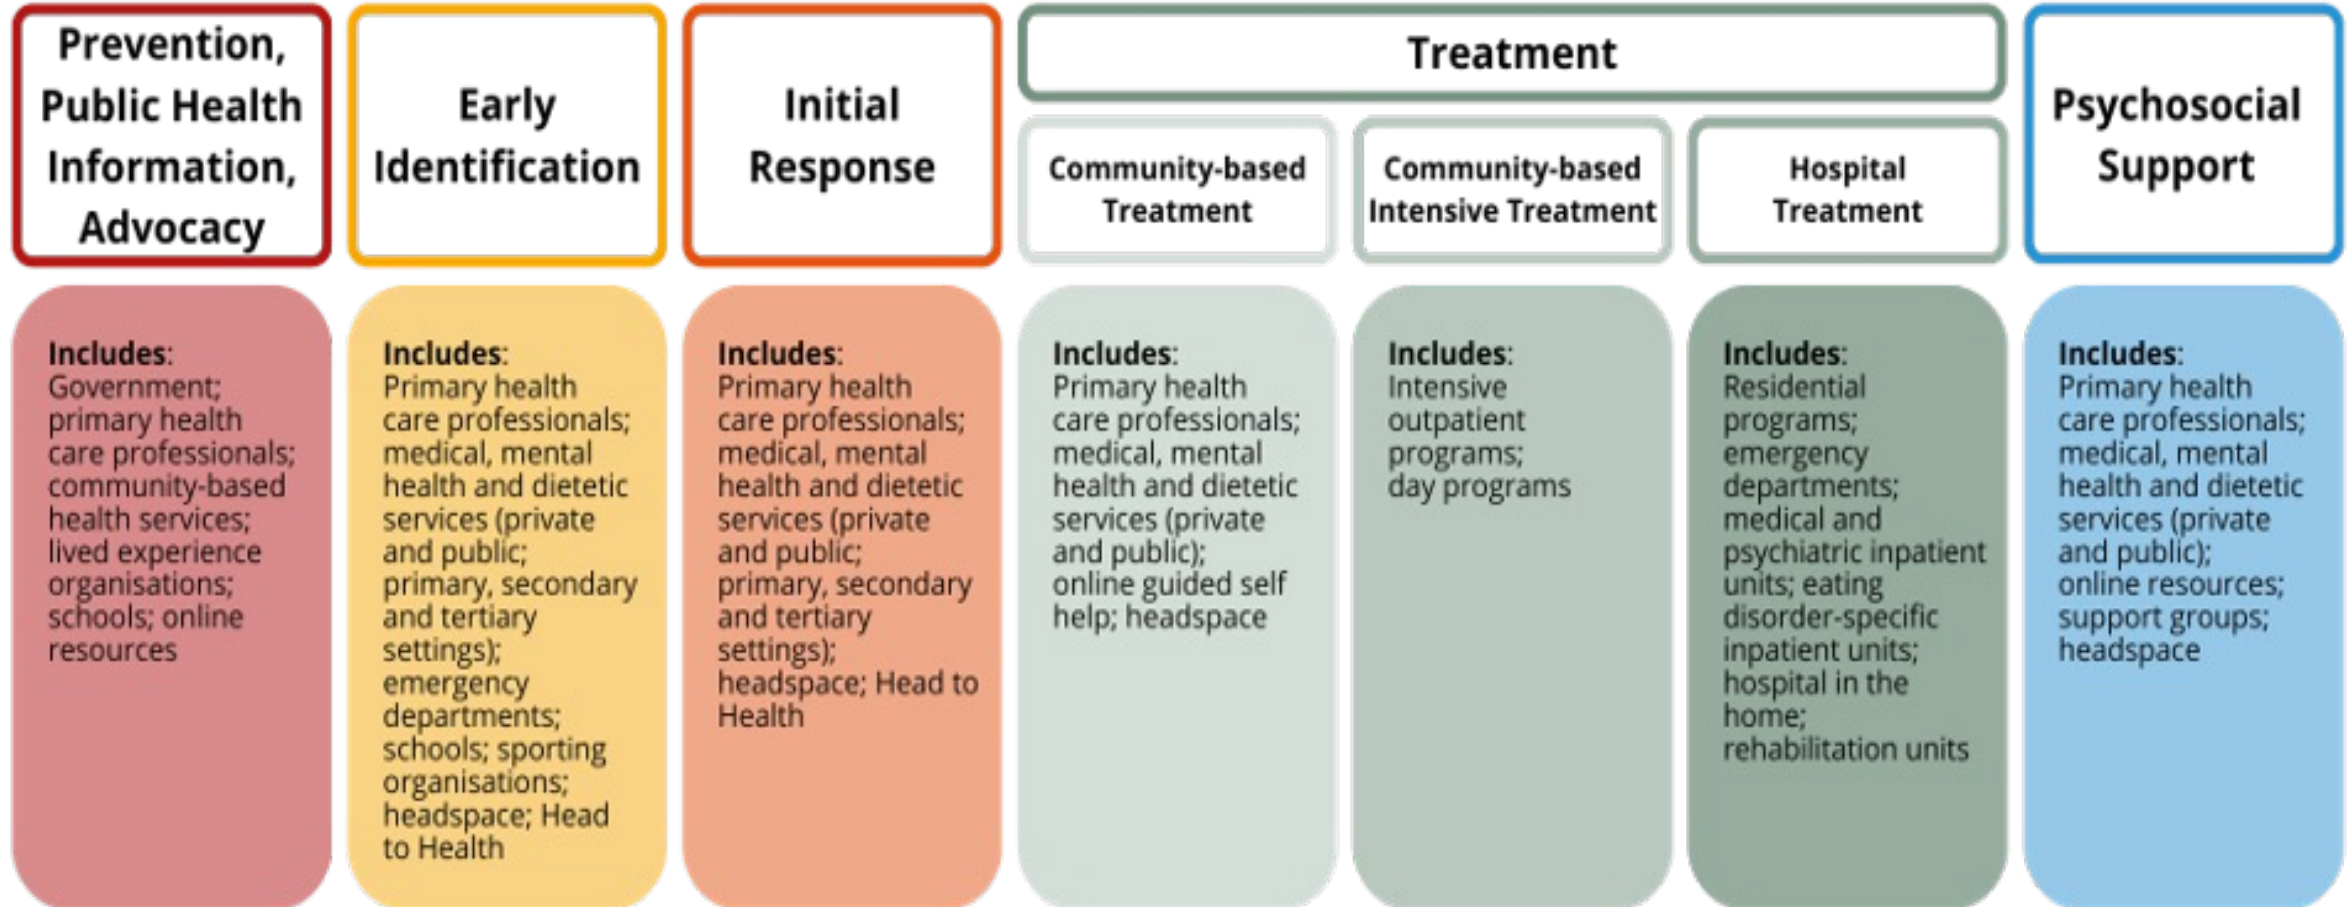 Prevention,
Public Health
Information,
Advocacy
Early
Identification
Initial
Response
Treatment
Community-based
Treatment
Community-based
Intensive Treatment
Hospital
Treatment
Psychosocial
Support
Includes:
Government;
primary health
care professionals;
community-based
health services;
lived experience
organisations;
schools; online
resources
Includes:
Primary health
care professionals;
medical, mental
health and dietetic
services (private
and public;
primary, secondary
and tertiary
settings);
emergency
departments;
schools; sporting
organisations;
headspace; Head
to Health
Includes:
Primary health
care professionals;
medical, mental
health and dietetic
services (private
and public;
primary, secondary
and tertiary
settings);
headspace; Head to
Health
Includes:
Primary health
care professionals;
medical, mental
health and dietetic
services (private
and public);
online guided self
help; headspace
Includes:
Intensive
outpatient
programs;
day programs
Includes:
Residential
programs;
emergency
departments;
medical and
psychiatric inpatient
units; eating
disorder-specific
inpatient units;
hospital in the
home;
rehabilitation units
Includes:
Primary health
care professionals;
medical, mental
health and dietetic
services (private
and public);
online resources;
support groups;
headspace